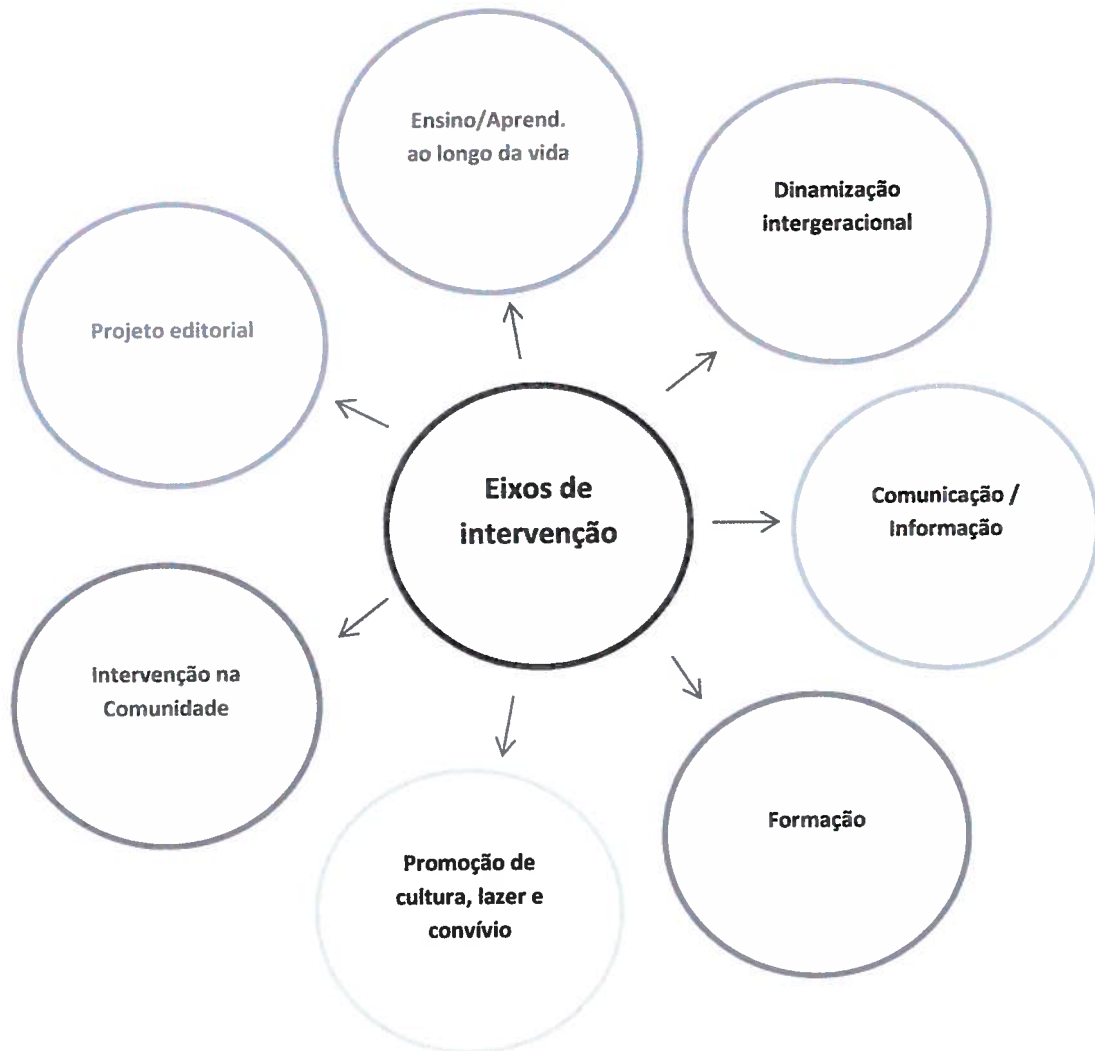 Ensino/Aprend.
ao longo da vida
Dinamização
intergeracional
Projeto editorial
Eixos de
intervenção
Comunicação /
Informação
Intervenção na
Comunidade
Formação
Promoção de
cultura, lazer e
convívio